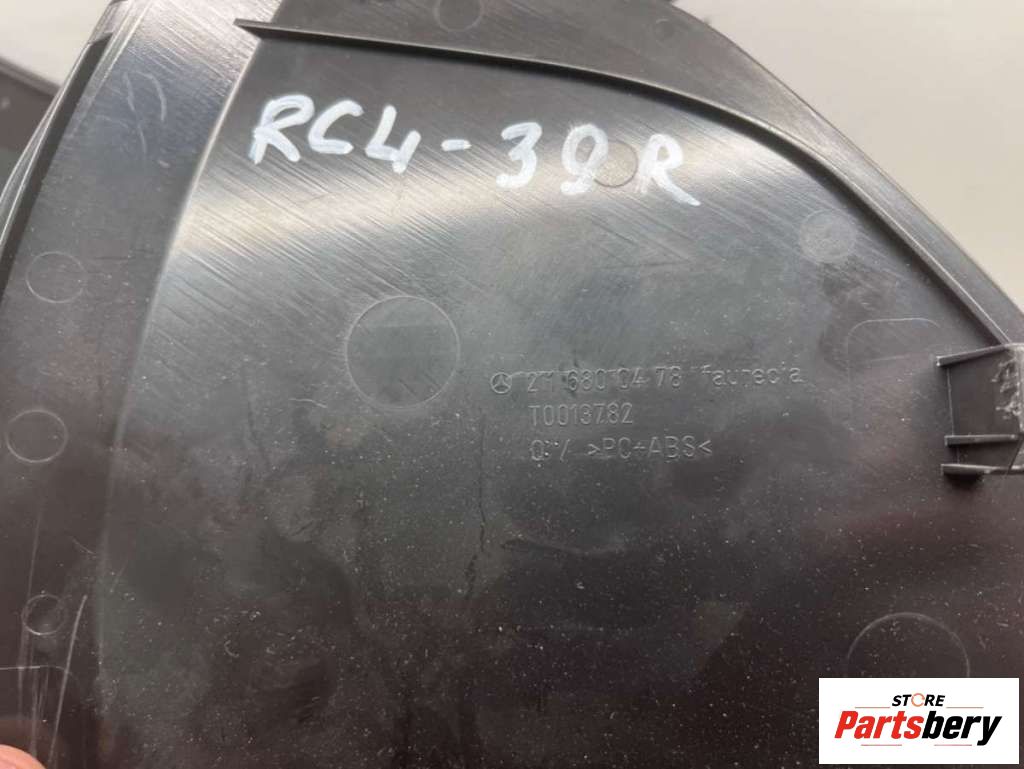 RC4-39R
211 680 04 78 faurecia
T0013782
>PC+ABS<
STORE
Partsbery